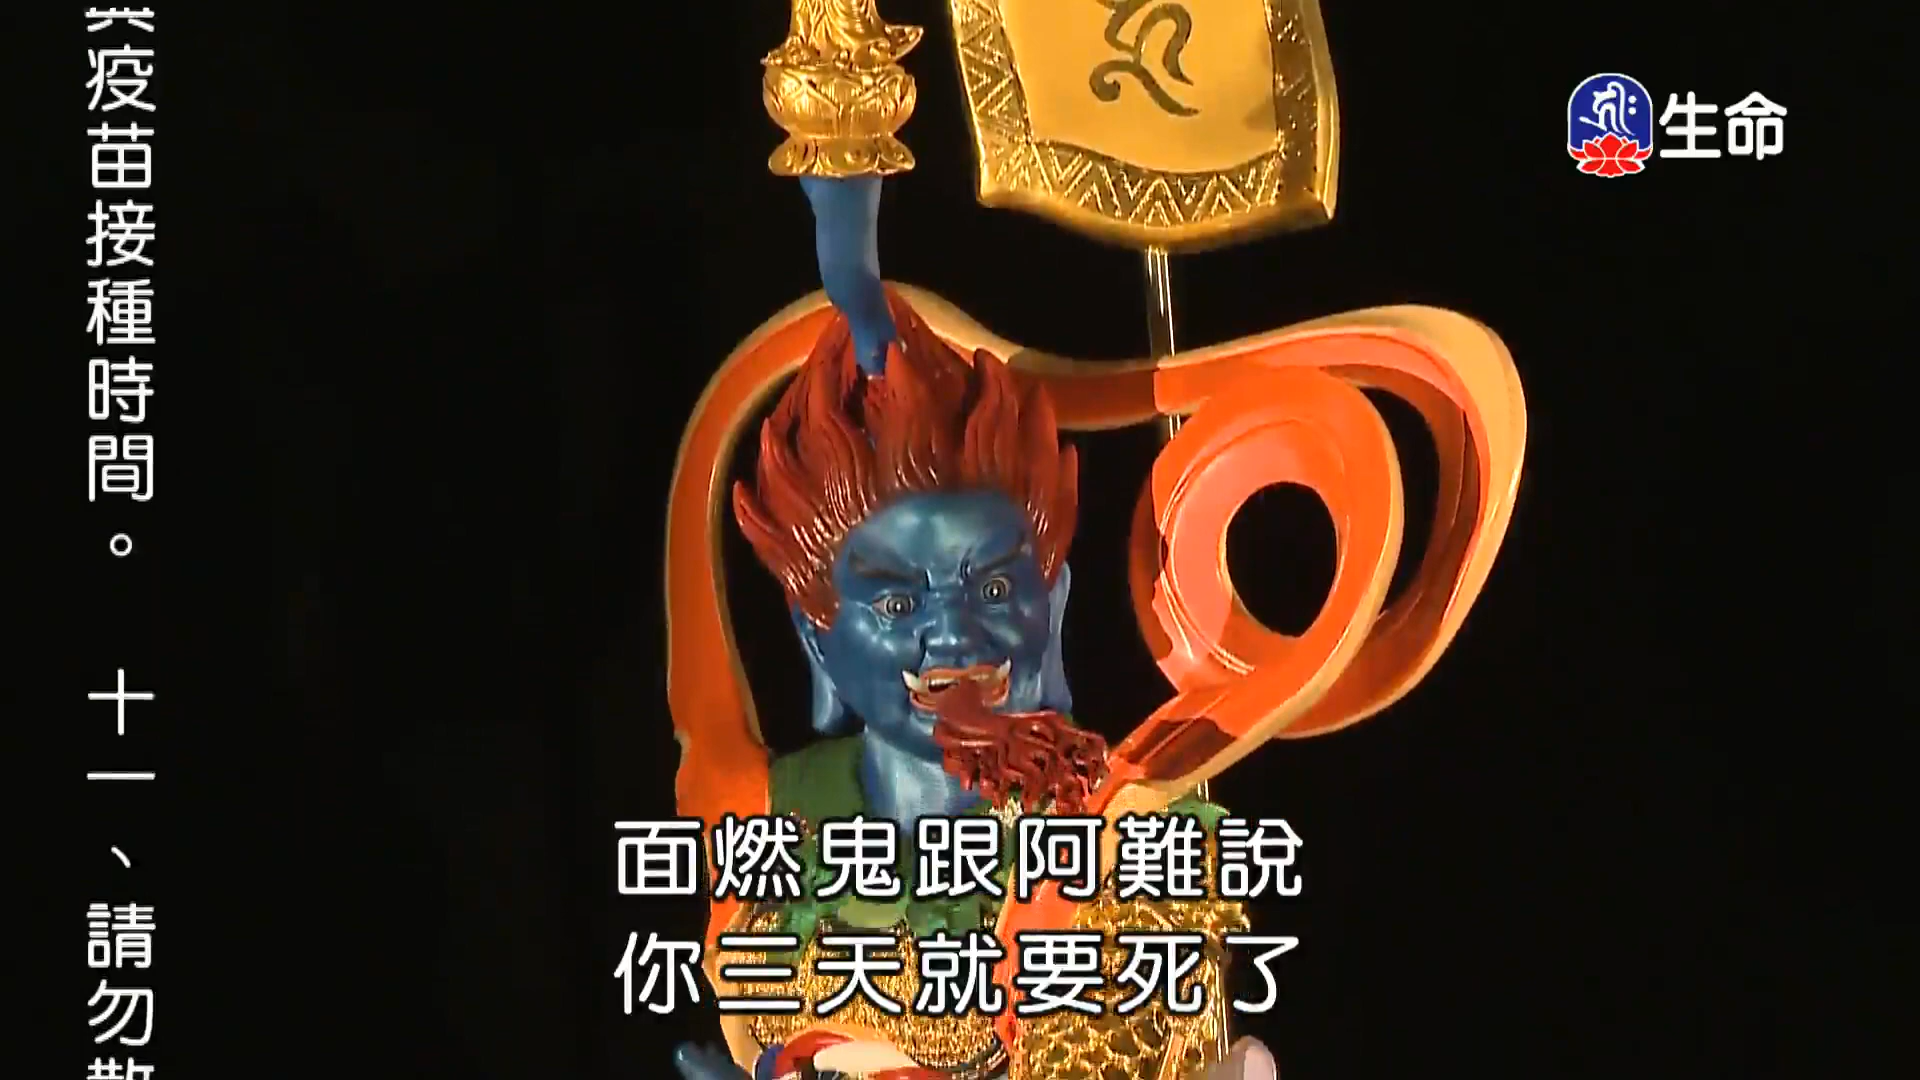 疫苗接種時間。 十一、請勿
生命
面燃鬼跟阿難說
你三天就要死了